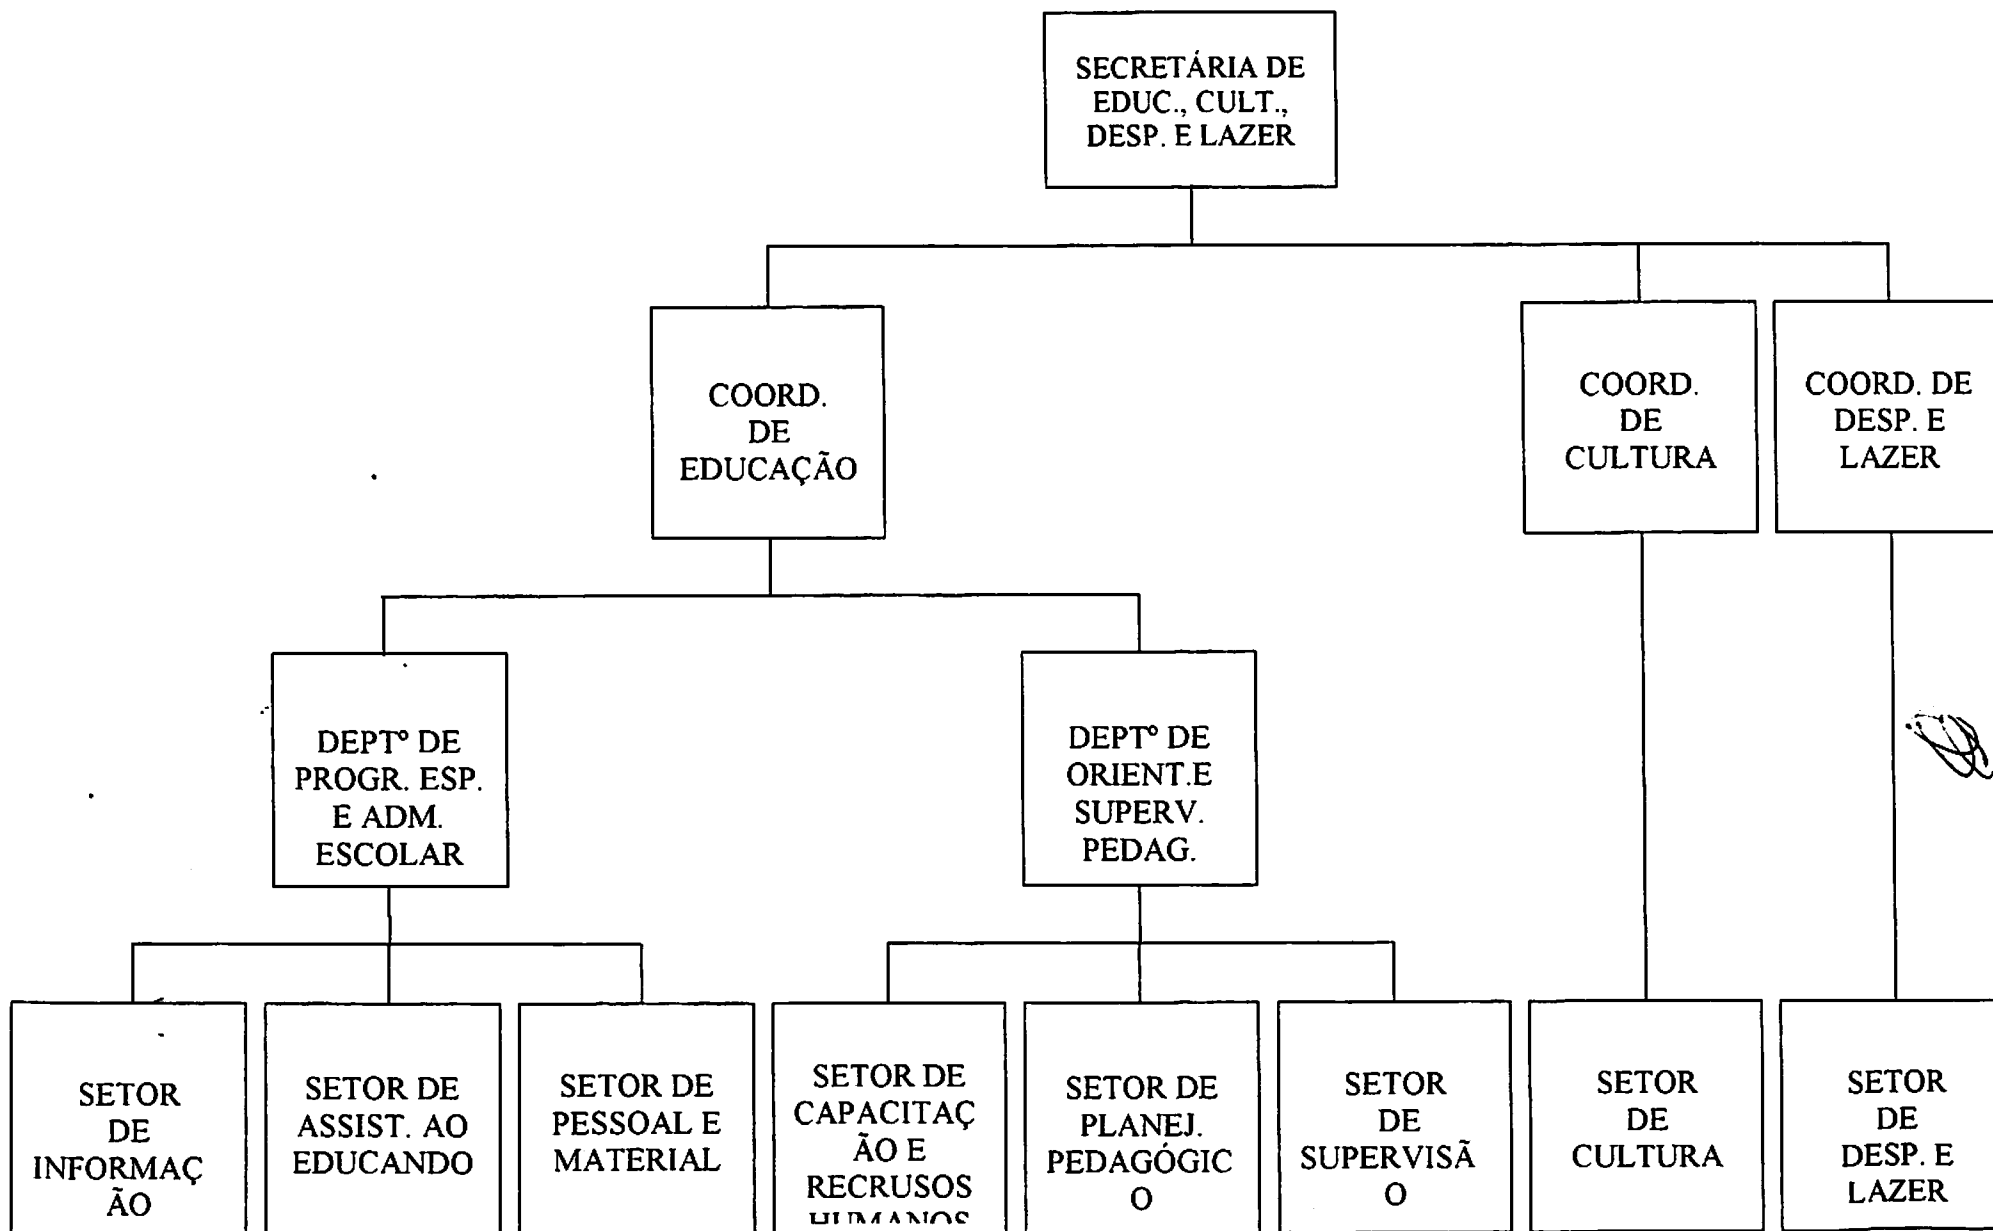 SECRETÁRIA DE
EDUC., CULT.,
DESP. E LAZER
COORD.
DE
EDUCAÇÃO
COORD.
DE
CULTURA
COORD. DE
DESP. E
LAZER
DEPTº DE
PROGR. ESP.
E ADM.
ESCOLAR
DEPTº DE
ORIENT.E
SUPERV.
PEDAG.
SETOR
DE
INFORMAÇ
ÃO
SETOR DE
ASSIST. AO
EDUCANDO
SETOR DE
PESSOAL E
MATERIAL
SETOR DE
CAPACITAÇ
ÃO E
RECRUSOS
HUMANOS
SETOR DE
PLANEJ.
PEDAGÓGIC
O
SETOR
DE
SUPERVISÃ
O
SETOR
DE
CULTURA
SETOR
DE
DESP. E
LAZER